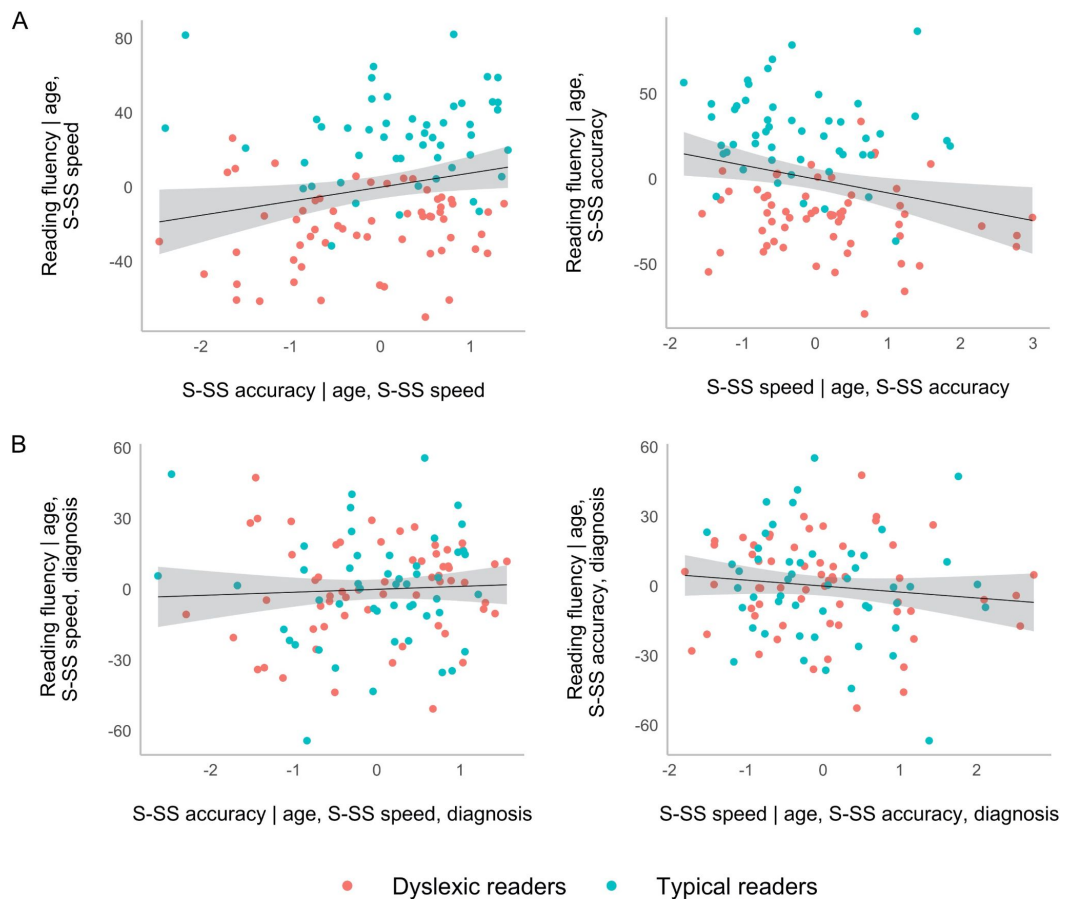 A
Reading fluency | age,
S-SS speed
80
40
0
-40
-2
-1
0
1
S-SS accuracy | age, S-SS speed
Reading fluency | age,
S-SS accuracy
50
0
-50
-2
-1
0
1
2
3
S-SS speed | age, S-SS accuracy
B
Reading fluency | age,
S-SS speed, diagnosis
60
30
0
-30
-60
-2
-1
0
1
S-SS accuracy | age, S-SS speed, diagnosis
Reading fluency | age,
S-SS accuracy, diagnosis
60
30
0
-30
-60
-2
-1
0
1
2
S-SS speed | age, S-SS accuracy, diagnosis
Dyslexic readers
Typical readers